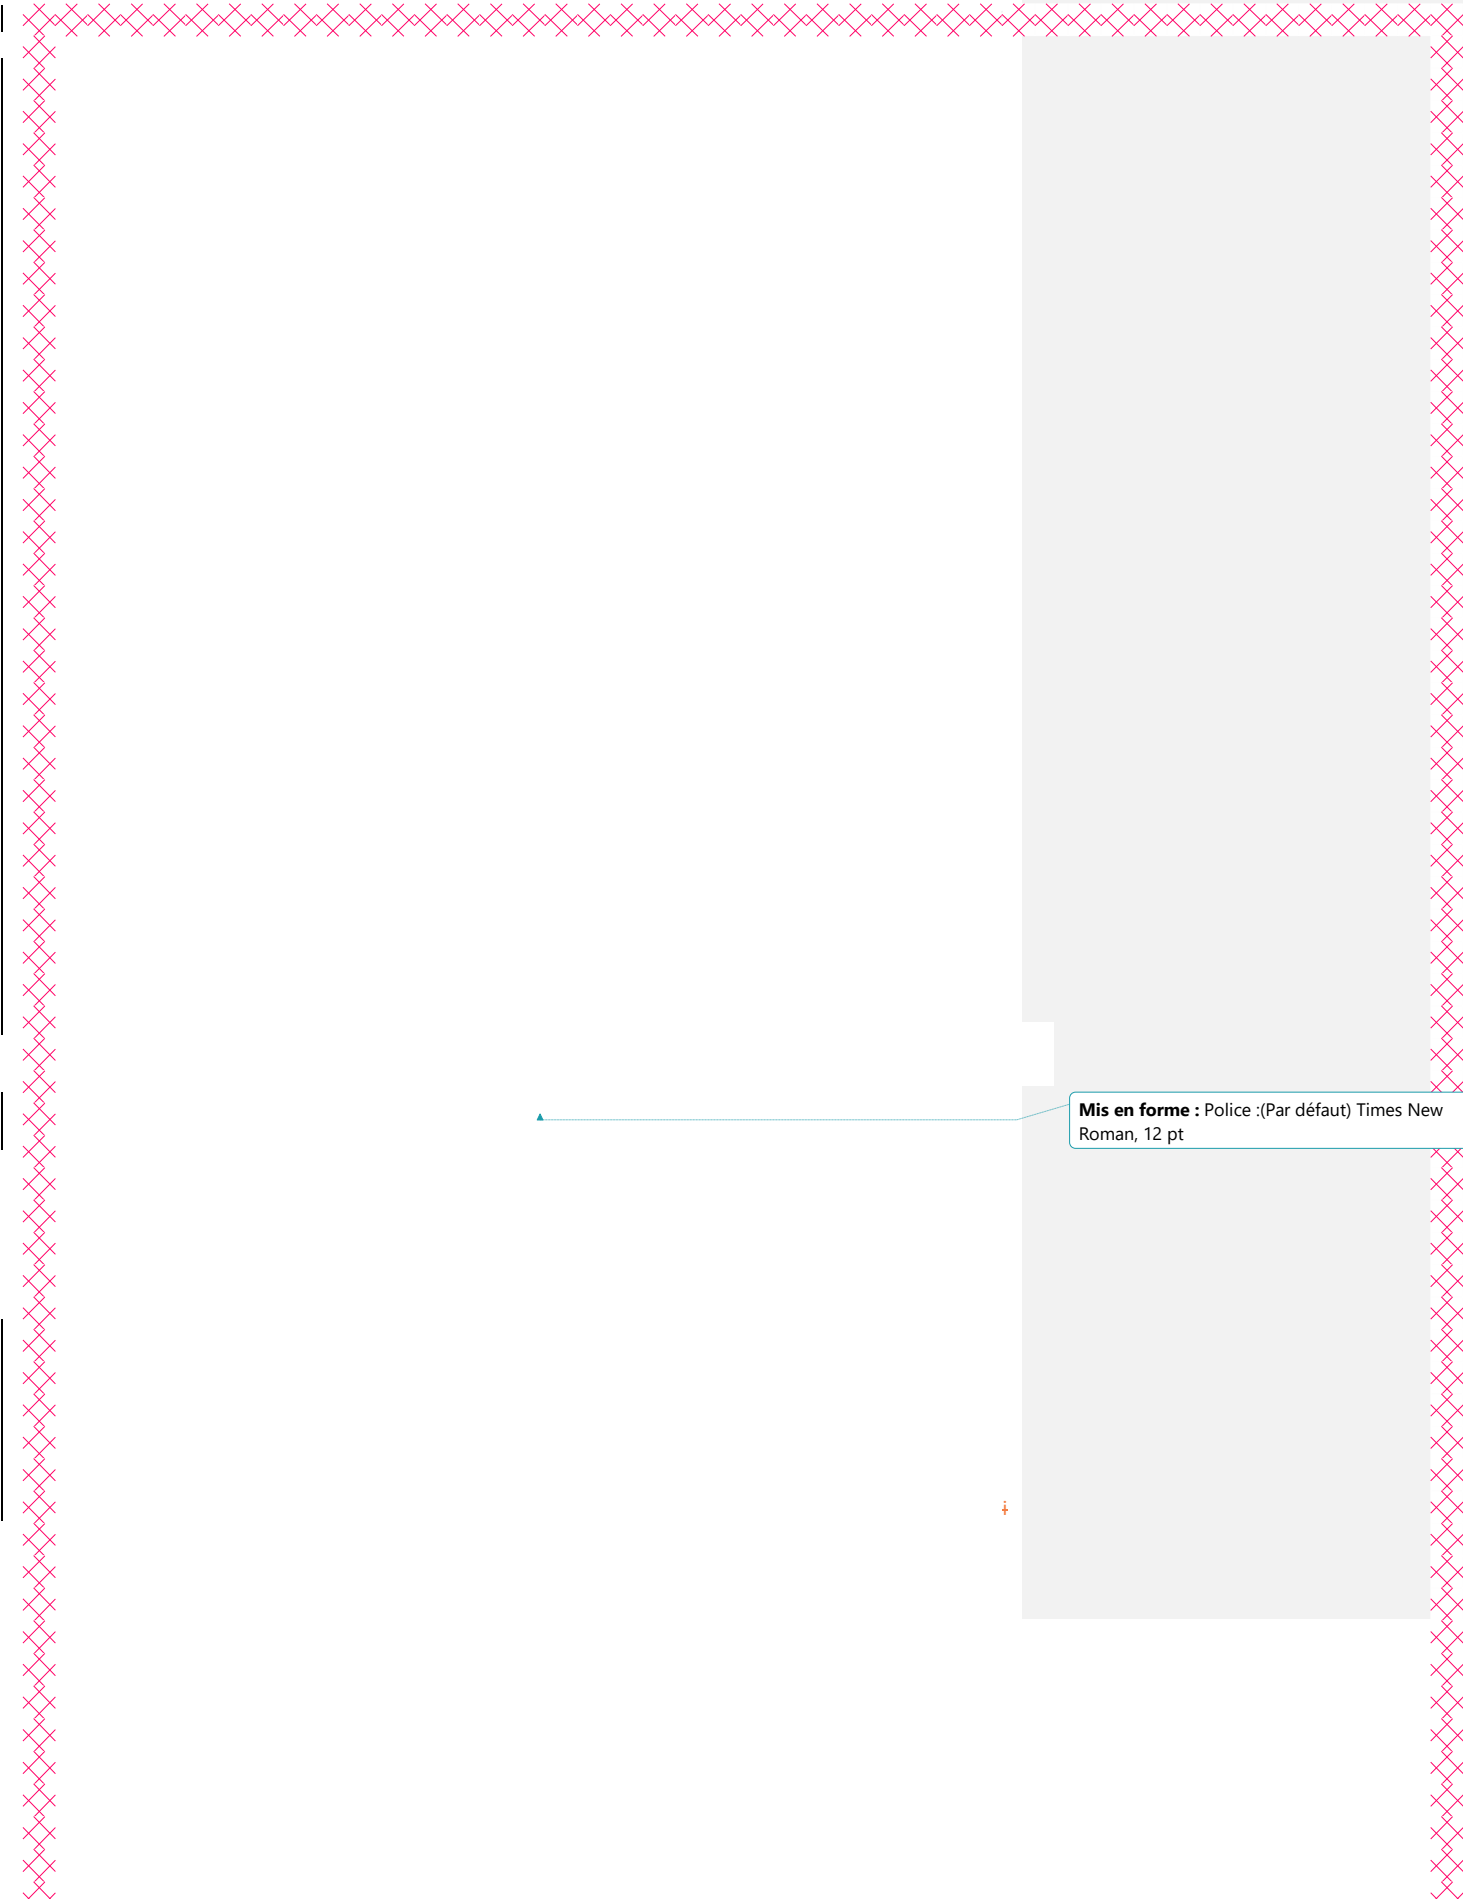 Mis en forme : Police :(Par défaut) Times New
Roman, 12 pt
i